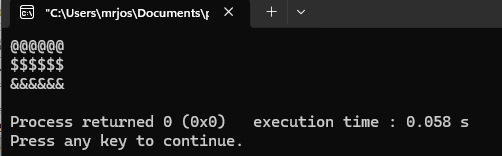 "C:\Users\mrjos\Documents\p
@@@@@@
$$$$$$
&&&&&&
Process returned 0 (0x0)   execution time : 0.058 s
Press any key to continue.